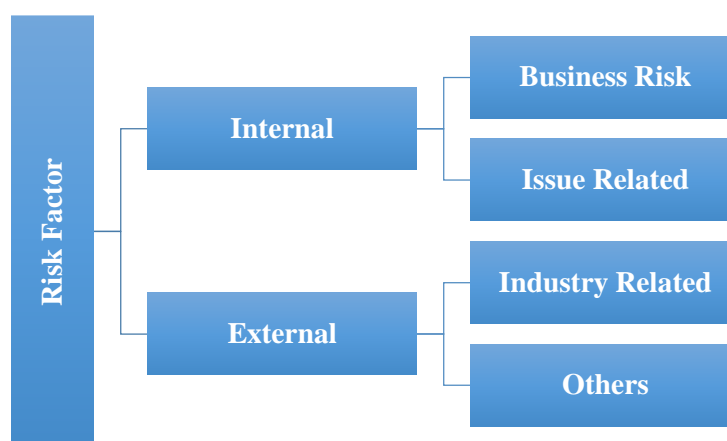 Risk Factor
Internal
Business Risk
Issue Related
External
Industry Related
Others